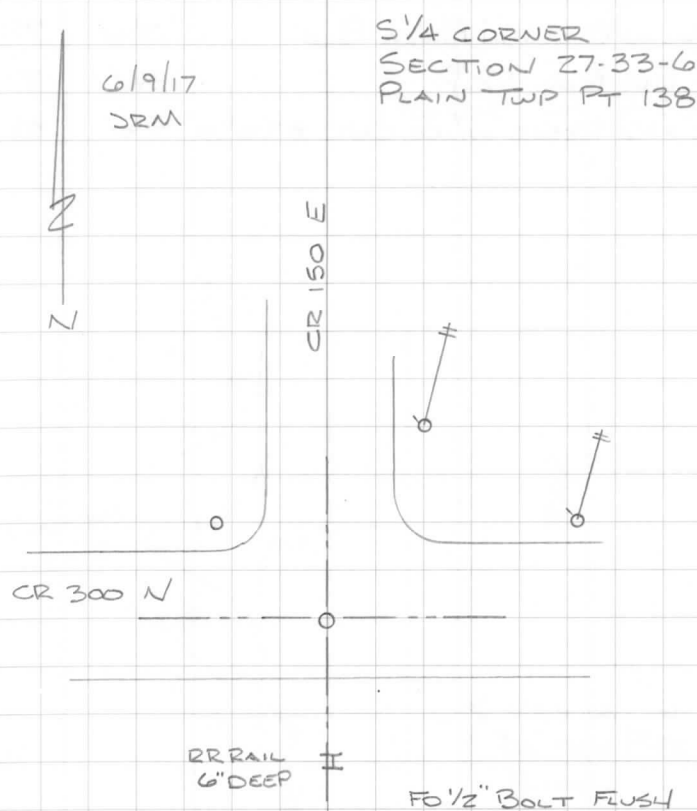 S 1/4 CORNER
SECTION 27-33-6
PLAIN TWP PT 138
6/9/17
JRM
N
CR 150 E
CR 300 N
RR RAIL
6" DEEP
FD 1/2" BOLT FLUSH